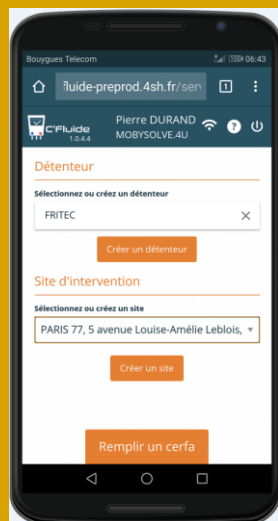 Bouygues Telecom 100% 06:43
fluide-preprod.4sh.fr/serv 1
C'Fluide Pierre DURAND ?
1.0.4.4 MOBYSOLVE.4U
Détenteur
Sélectionnez ou créez un détenteur
FRITEC
Créer un détenteur
Site d'intervention
Sélectionnez ou créez un site
PARIS 77, 5 avenue Louise-Amélie Leblois,
Créer un site
Remplir un cerfa